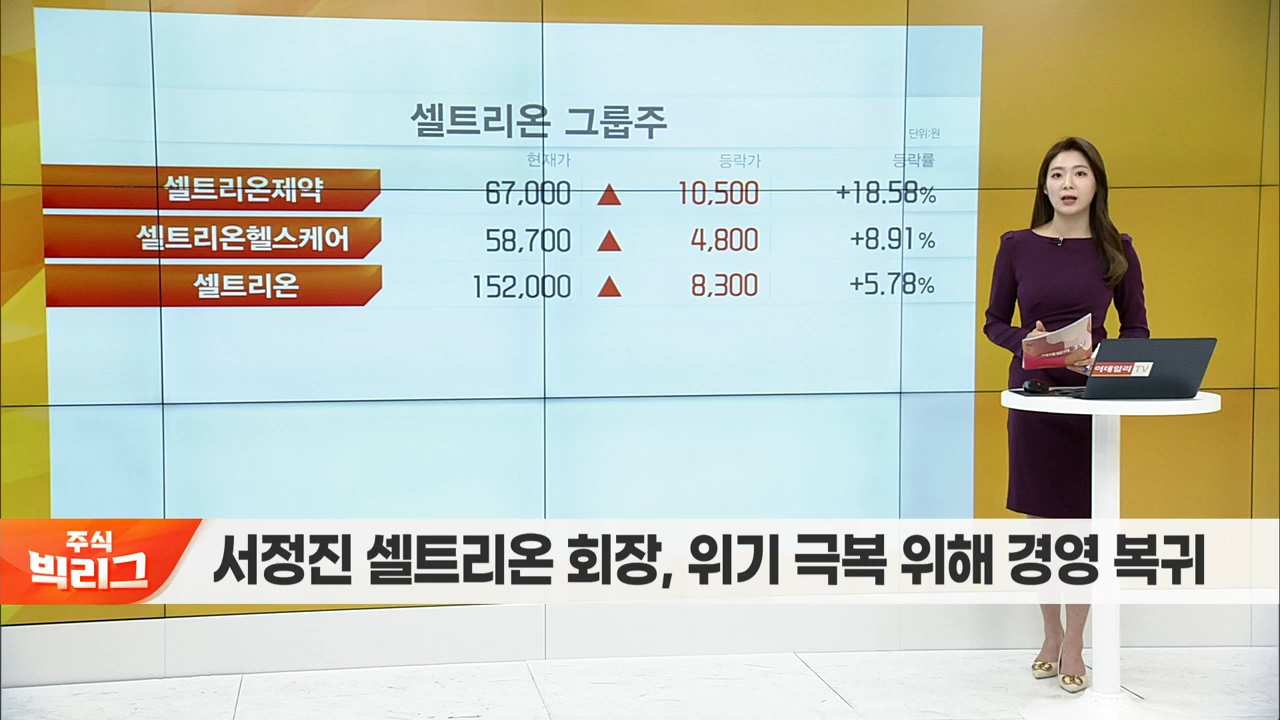 셀트리온 그룹주
단위:원
현재가 등락가 등락률
셀트리온제약 67,000 ▲ 10,500 +18.58%
셀트리온헬스케어 58,700 ▲ 4,800 +8.91%
셀트리온 152,000 ▲ 8,300 +5.78%
이데일리TV
주식
빅리그
서정진 셀트리온 회장, 위기 극복 위해 경영 복귀